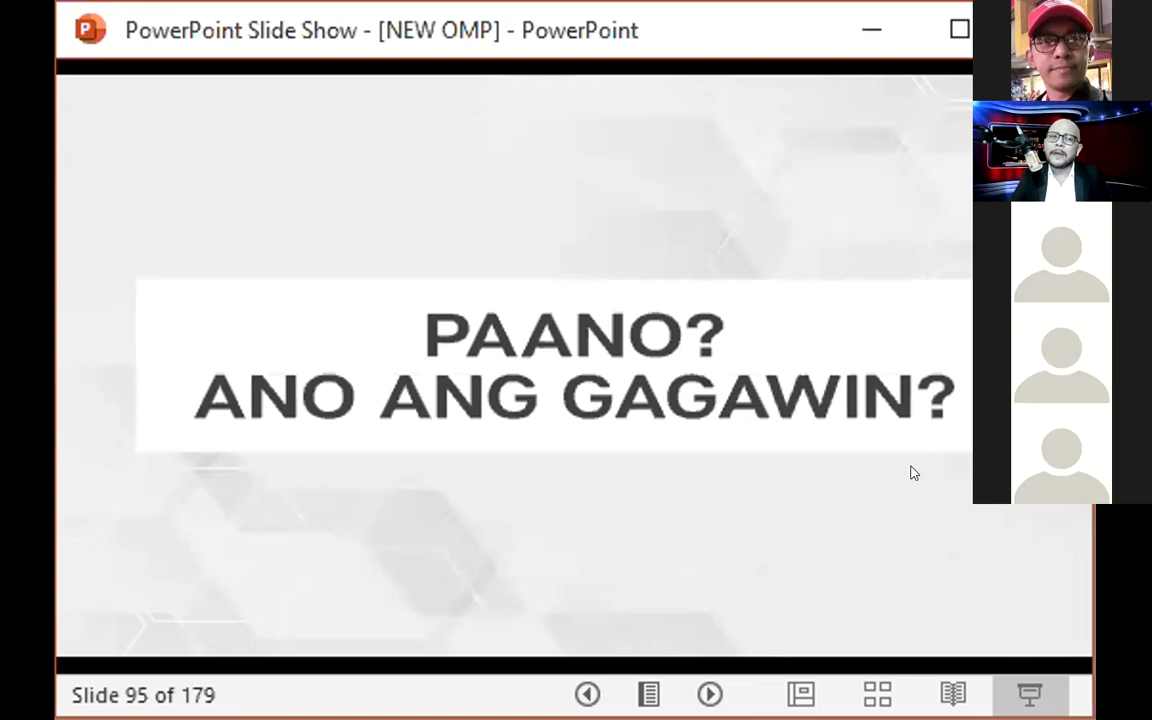 PowerPoint Slide Show - [NEW OMP] - PowerPoint
PAANO?
ANO ANG GAGAWIN?
Slide 95 of 179